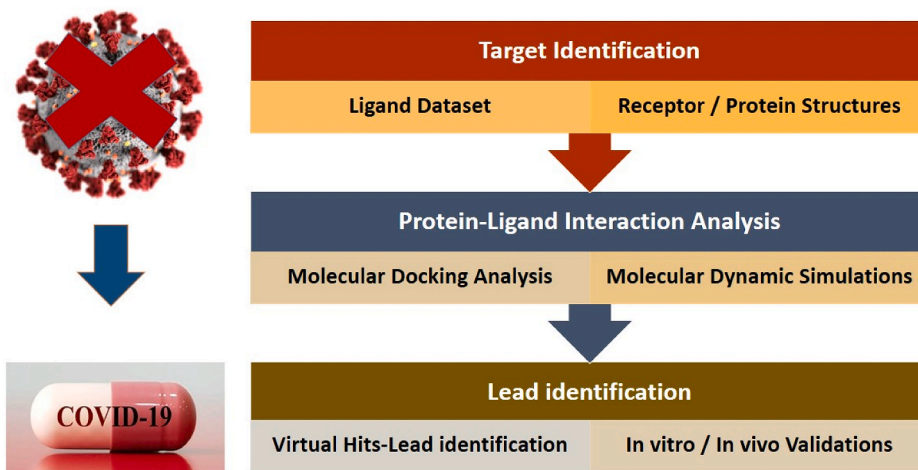 Target Identification
Ligand Dataset
Receptor / Protein Structures
Protein-Ligand Interaction Analysis
Molecular Docking Analysis
Molecular Dynamic Simulations
COVID-19
Lead identification
Virtual Hits-Lead identification
In vitro / In vivo Validations